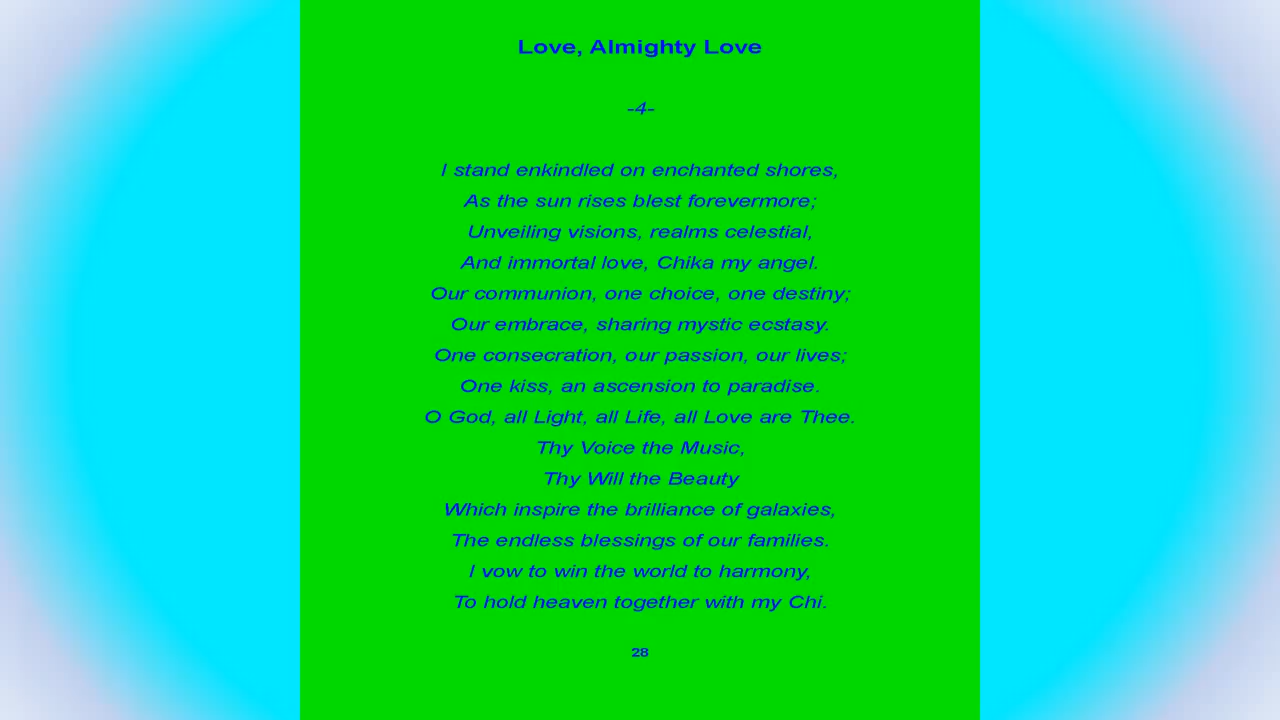 Love, Almighty Love
-4-
I stand enkindled on enchanted shores,
As the sun rises blest forevermore;
Unveiling visions, realms celestial,
And immortal love, Chika my angel.
Our communion, one choice, one destiny;
Our embrace, sharing mystic ecstasy.
One consecration, our passion, our lives;
One kiss, an ascension to paradise.
O God, all Light, all Life, all Love are Thee.
Thy Voice the Music,
Thy Will the Beauty
Which inspire the brilliance of galaxies,
The endless blessings of our families.
I vow to win the world to harmony,
To hold heaven together with my Chi.
28